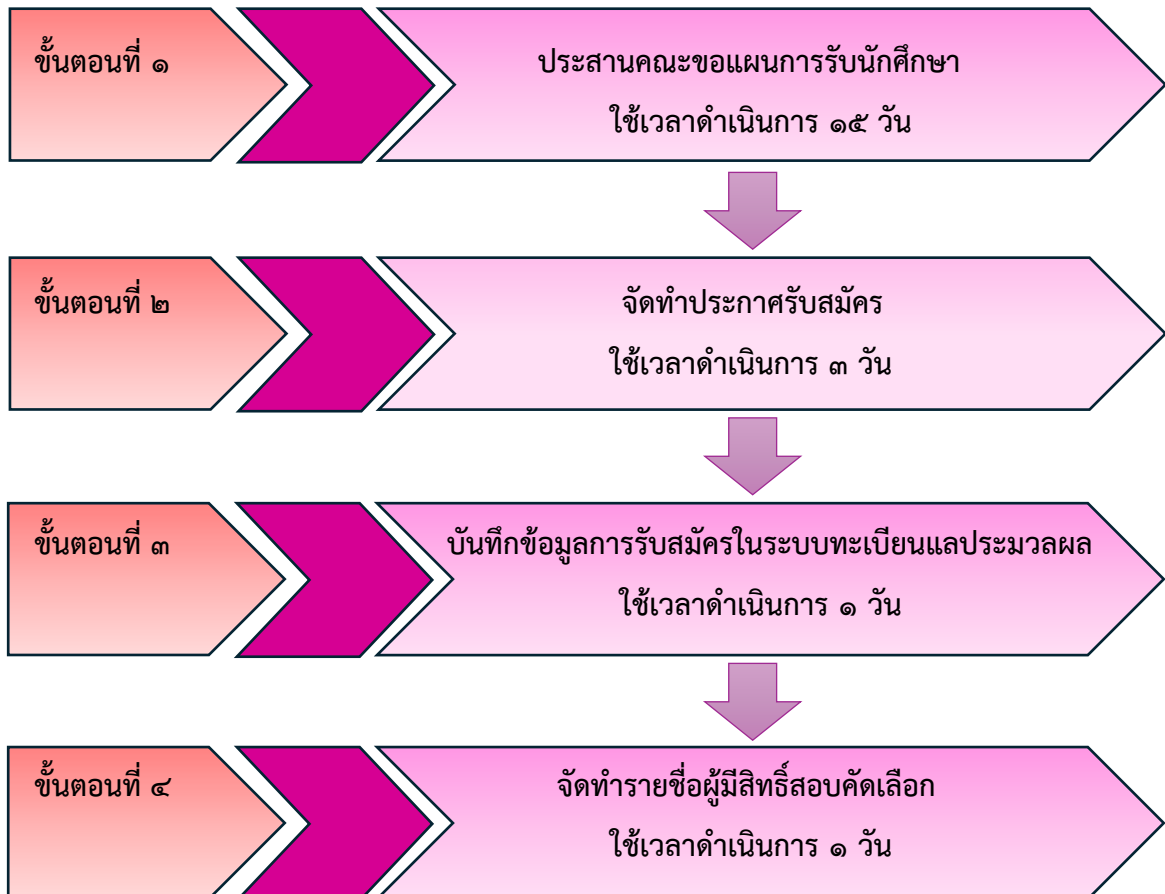 ขั้นตอนที่ ๑
ประสานคณะขอแผนการรับนักศึกษา
ใช้เวลาดำเนินการ ๑๕ วัน
ขั้นตอนที่ ๒
จัดทำประกาศรับสมัคร
ใช้เวลาดำเนินการ ๓ วัน
ขั้นตอนที่ ๓
บันทึกข้อมูลการรับสมัครในระบบทะเบียนแลประมวลผล
ใช้เวลาดำเนินการ ๑ วัน
ขั้นตอนที่ ๔
จัดทำรายชื่อผู้มีสิทธิ์สอบคัดเลือก
ใช้เวลาดำเนินการ ๑ วัน